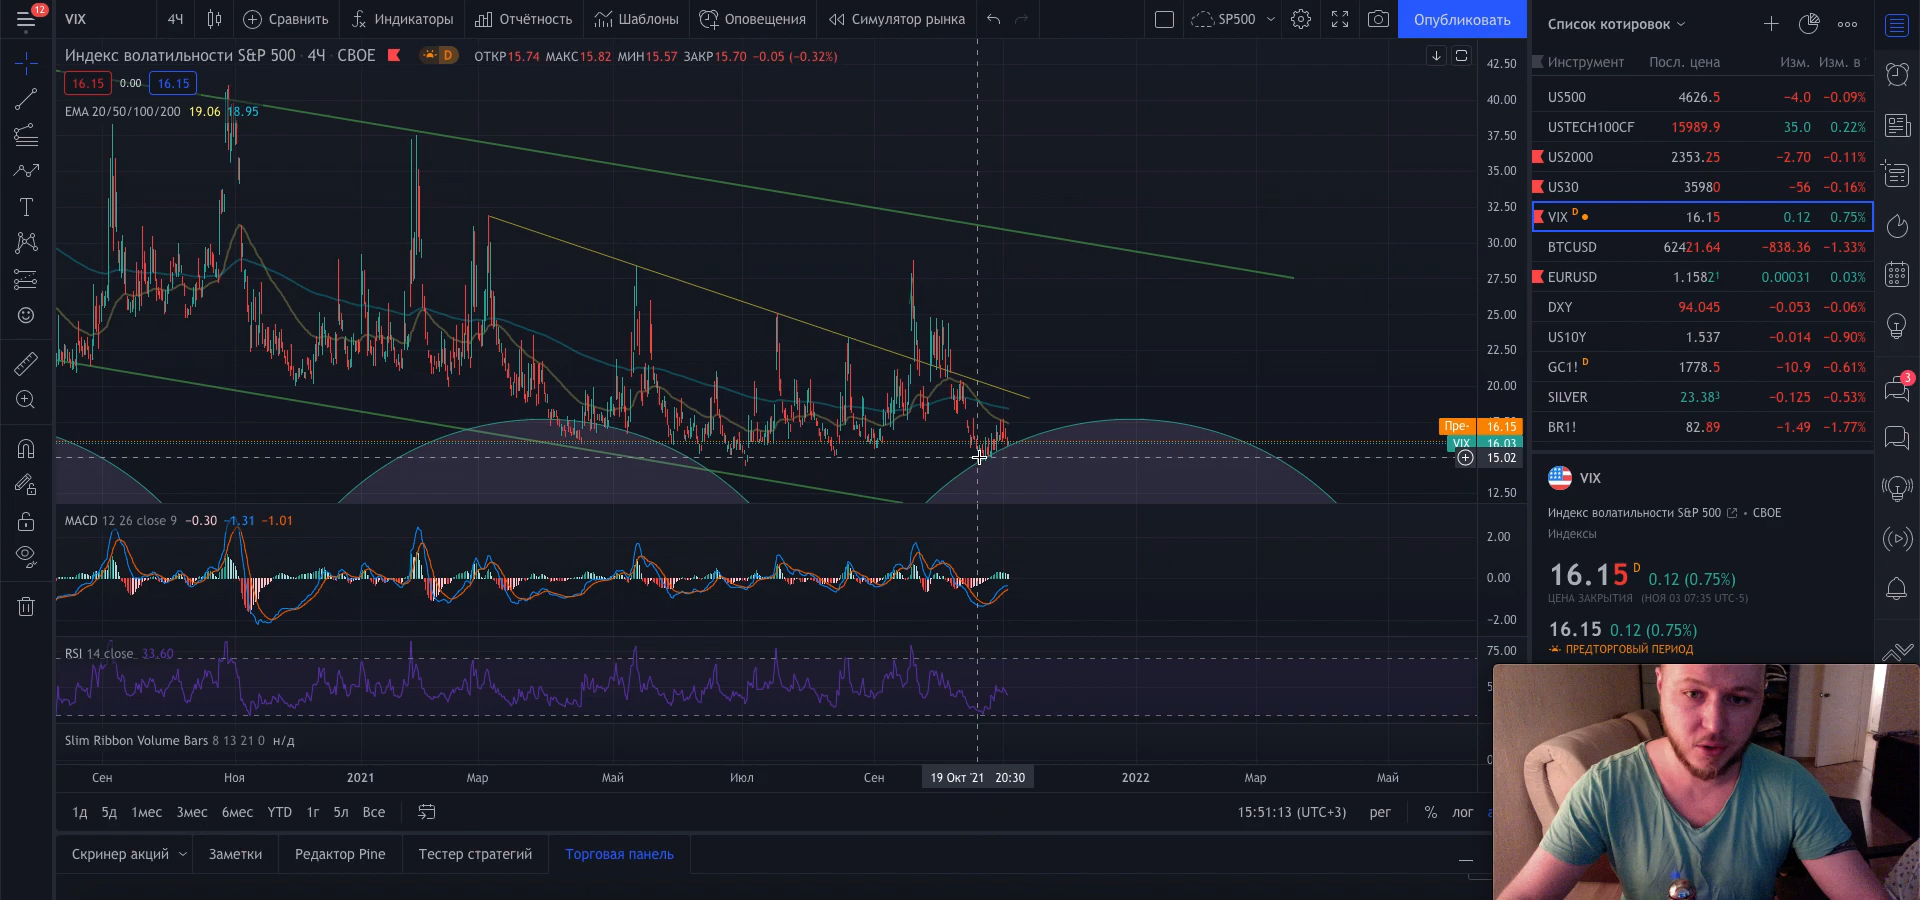 12
VIX
4Ч
Сравнить
Индикаторы
Отчётность
Шаблоны
Оповещения
Симулятор рынка
SP500
Опубликовать
Индекс волатильности S&P 500 · 4Ч · CBOE
D
ОТКР15.74 МАКС15.82 МИН15.57 ЗАКР15.70 −0.05 (−0.32%)
16.15 0.00 16.15
EMA 20/50/100/200 19.06 18.95
42.50
40.00
37.50
35.00
32.50
30.00
27.50
25.00
22.50
20.00
Пре- 16.15
VIX 16.03
15.02
12.50
MACD 12 26 close 9 −0.30 −1.31 −1.01
2.00
0.00
−2.00
RSI 14 close 33.60
75.00
Slim Ribbon Volume Bars 8 13 21 0 н/д
Сен Ноя 2021 Мар Май Июл Сен 19 Окт '21 20:30 2022 Мар Май
1д 5д 1мес 3мес 6мес YTD 1г 5л Все
15:51:13 (UTC+3) рег % лог
Скринер акций Заметки Редактор Pine Тестер стратегий Торговая панель
Список котировок
Инструмент Посл. цена Изм. Изм. в
US500 4626.5 −4.0 −0.09%
USTECH100CF 15989.9 35.0 0.22%
US2000 2353.25 −2.70 −0.11%
US30 35980 −56 −0.16%
VIX D 16.15 0.12 0.75%
BTCUSD 62421.64 −838.36 −1.33%
EURUSD 1.15821 0.00031 0.03%
DXY 94.045 −0.053 −0.06%
US10Y 1.537 −0.014 −0.90%
GC1! D 1778.5 −10.9 −0.61%
SILVER 23.383 −0.125 −0.53%
BR1! 82.89 −1.49 −1.77%
VIX
Индекс волатильности S&P 500 • CBOE
Индексы
16.15 D 0.12 (0.75%)
ЦЕНА ЗАКРЫТИЯ (НОЯ 03 07:35 UTC-5)
16.15 0.12 (0.75%)
ПРЕДТОРГОВЫЙ ПЕРИОД
3